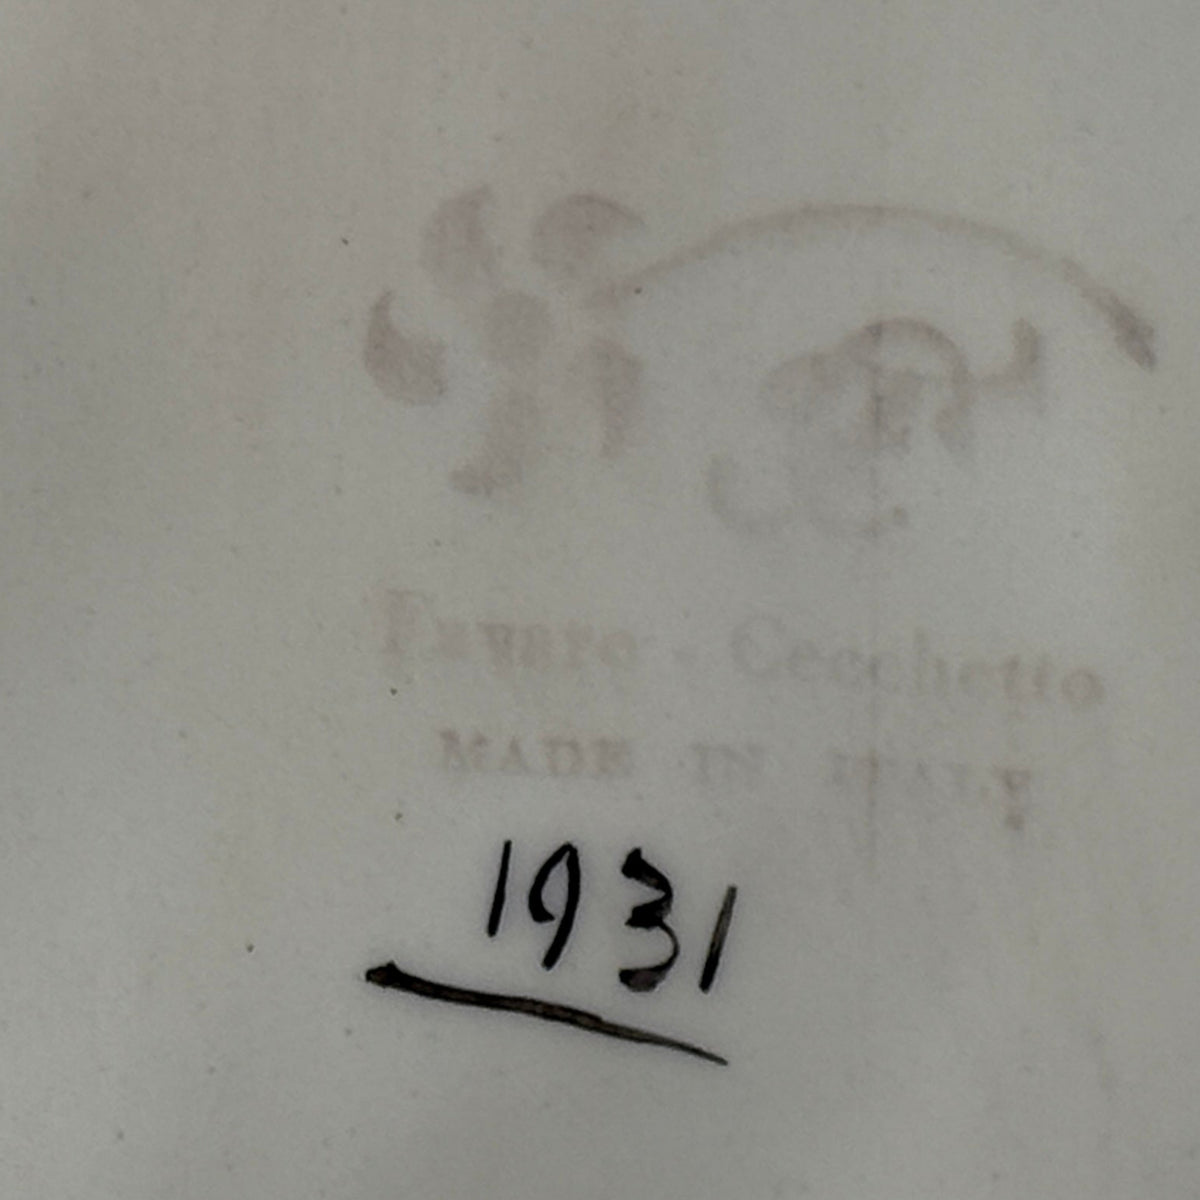 Favaro - Cecchetto
MADE IN ITALY
1931